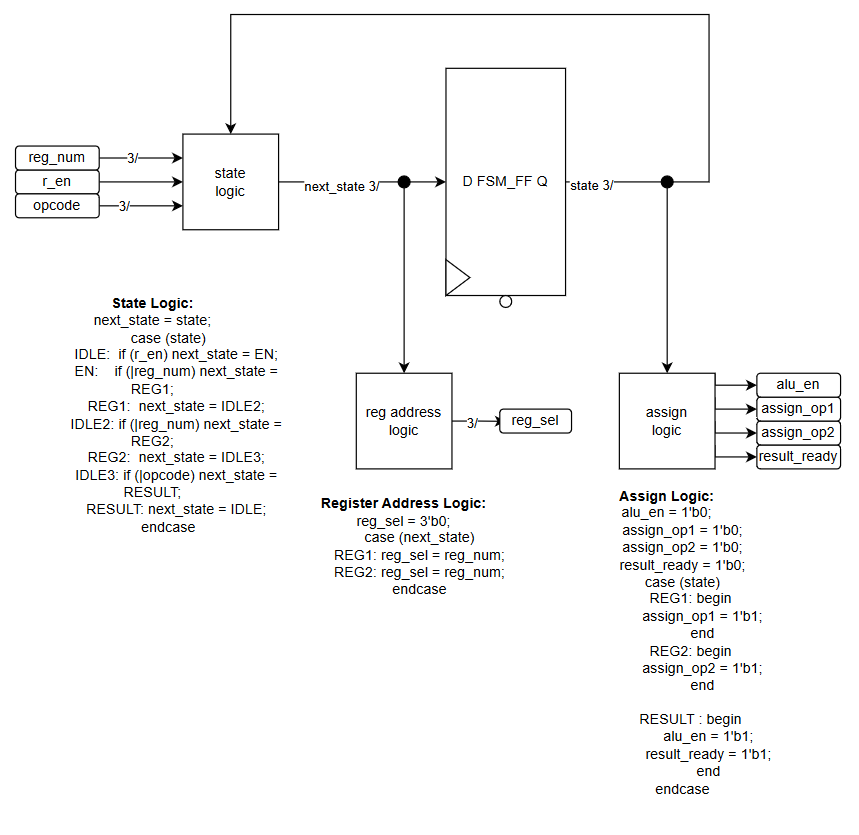 reg_num
3/
r_en
opcode
3/
state
logic
next_state 3/
D FSM_FF Q
state 3/
State Logic:
next_state = state;
case (state)
IDLE:  if (r_en) next_state = EN;
EN:    if (|reg_num) next_state =
REG1;
REG1:  next_state = IDLE2;
IDLE2: if (|reg_num) next_state =
REG2;
REG2:  next_state = IDLE3;
IDLE3: if (|opcode) next_state =
RESULT;
RESULT: next_state = IDLE;
endcase
reg address
logic
3/
reg_sel
Register Address Logic:
reg_sel = 3'b0;
case (next_state)
REG1: reg_sel = reg_num;
REG2: reg_sel = reg_num;
endcase
assign
logic
alu_en
assign_op1
assign_op2
result_ready
Assign Logic:
alu_en = 1'b0;
assign_op1 = 1'b0;
assign_op2 = 1'b0;
result_ready = 1'b0;
case (state)
REG1: begin
assign_op1 = 1'b1;
end
REG2: begin
assign_op2 = 1'b1;
end
RESULT : begin
alu_en = 1'b1;
result_ready = 1'b1;
end
endcase